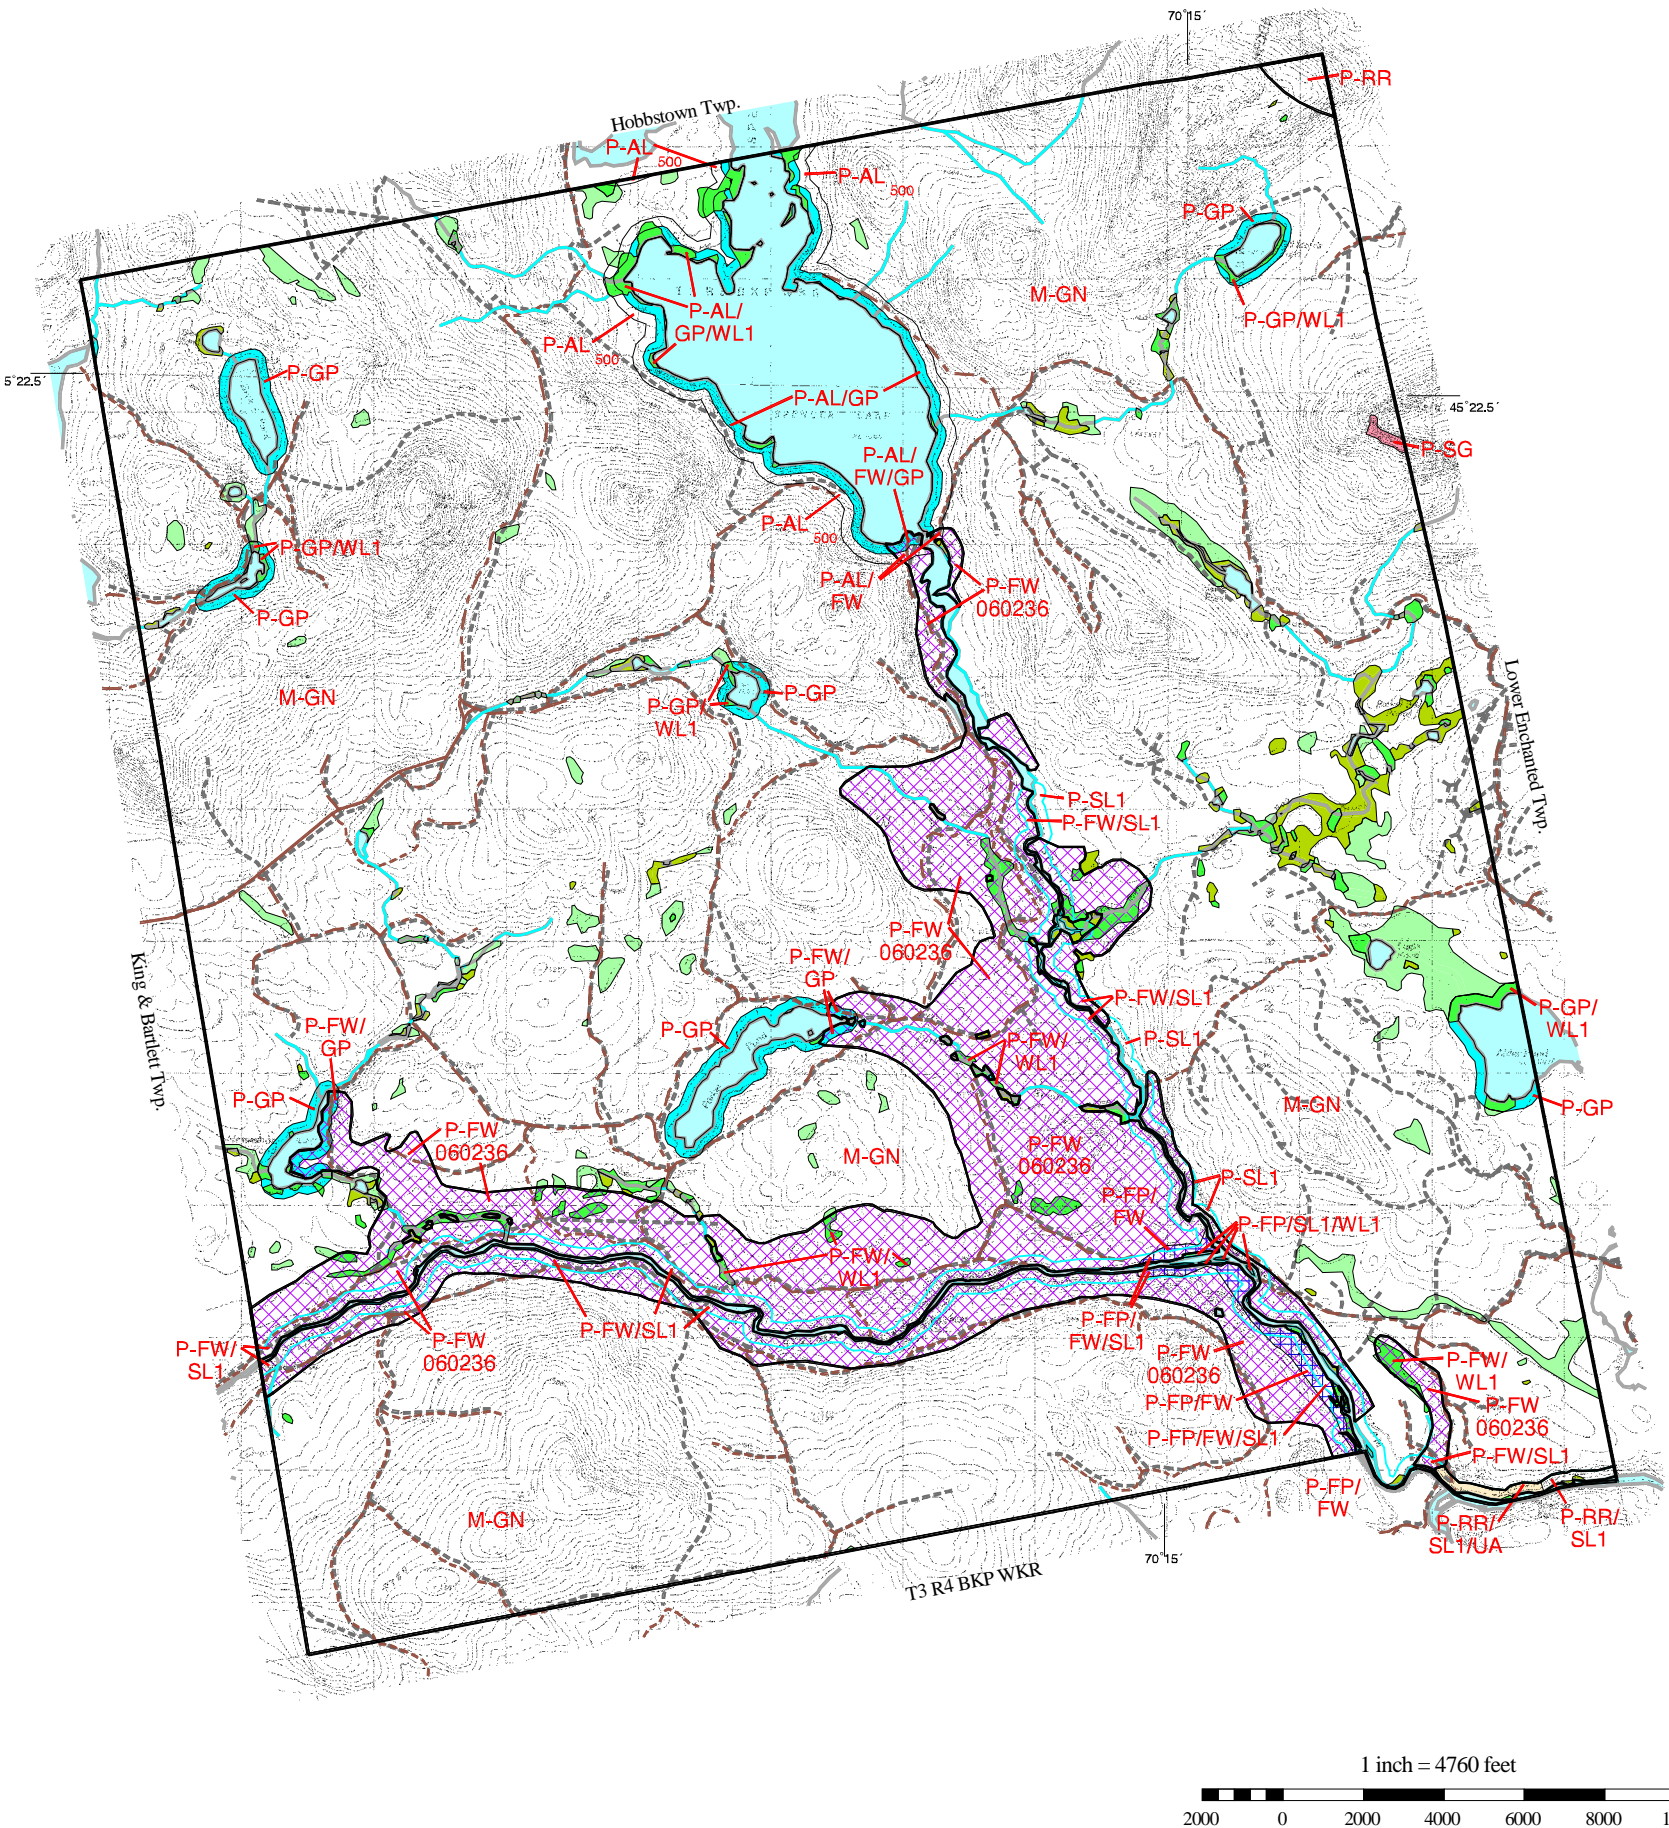 70°15´
P-RR
Hobbstown Twp.
P-AL
500
P-AL
500
P-GP
M-GN
P-AL/
GP/WL1
P-GP/WL1
P-AL
500
5°22.5´
P-GP
P-AL/GP
45°22.5´
SPENCER LAKE
P-SG
P-AL/
FW/GP
P-AL
500
P-GP/WL1
P-AL/
FW
P-FW
060236
P-GP
M-GN
P-GP/
WL1
P-GP
Lower Enchanted Twp.
P-SL1
P-FW/SL1
P-FW
060236
King & Bartlett Twp.
P-FW/
GP
P-FW/SL1
P-GP/
WL1
P-FW/
GP
P-GP
P-FW/
WL1
P-SL1
P-GP
M-GN
P-GP
P-FW
060236
M-GN
P-FW
060236
P-SL1
P-FP/
FW
P-FP/SL1/WL1
P-FW/
WL1
P-FW/
SL1
P-FW
060236
P-FW/SL1
P-FP/
FW/SL1
P-FW
060236
P-FP/FW
P-FP/FW/SL1
P-FW/
WL1
P-FW
060236
P-FW/SL1
P-FP/
FW
M-GN
P-RR/
SL1/UA
P-RR/
SL1
70°15´
T3 R4 BKP WKR
1 inch = 4760 feet
2000 0 2000 4000 6000 8000